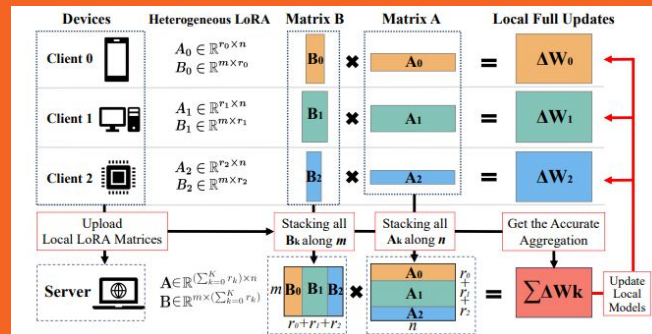 Devices Heterogeneous LoRA Matrix B Matrix A Local Full Updates
Client 0
A₀ ∈ ℝ^{r₀×n}
B₀ ∈ ℝ^{m×r₀}
B₀ × A₀ = ΔW₀
Client 1
A₁ ∈ ℝ^{r₁×n}
B₁ ∈ ℝ^{m×r₁}
B₁ × A₁ = ΔW₁
Client 2
A₂ ∈ ℝ^{r₂×n}
B₂ ∈ ℝ^{m×r₂}
B₂ × A₂ = ΔW₂
Upload
Local LoRA Matrices
Stacking all
Bₖ along m
Stacking all
Aₖ along n
Get the Accurate
Aggregation
Server
A∈ℝ^{(∑_{k=0}^{K} rₖ)×n}
B∈ℝ^{m×(∑_{k=0}^{K} rₖ)}
m B₀ B₁ B₂
r₀+r₁+r₂
×
A₀
A₁
A₂
n
r₀
+
r₁
+
r₂
= ∑ΔWk
Update
Local
Models